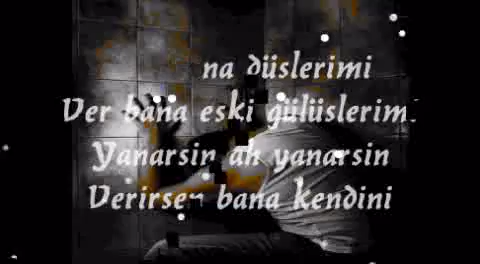 na düslerimi
Ver bana eski gülüslerim
Yanarsin ah yanarsin
Verirsen bana kendini